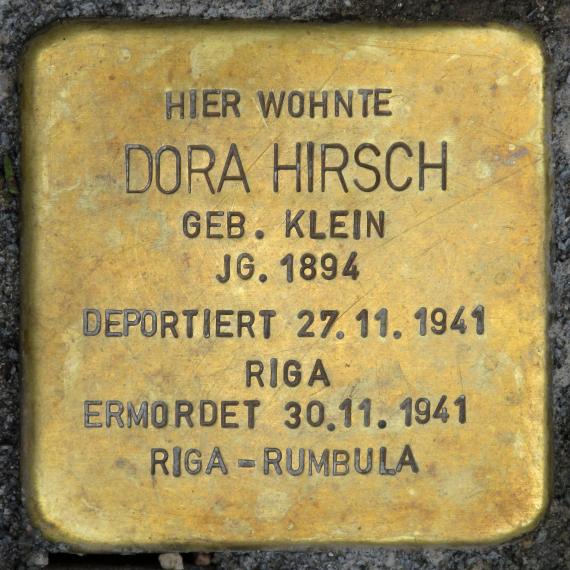 HIER WOHNTE
DORA HIRSCH
GEB. KLEIN
JG. 1894
DEPORTIERT 27.11.1941
RIGA
ERMORDET 30.11.1941
RIGA-RUMBULA